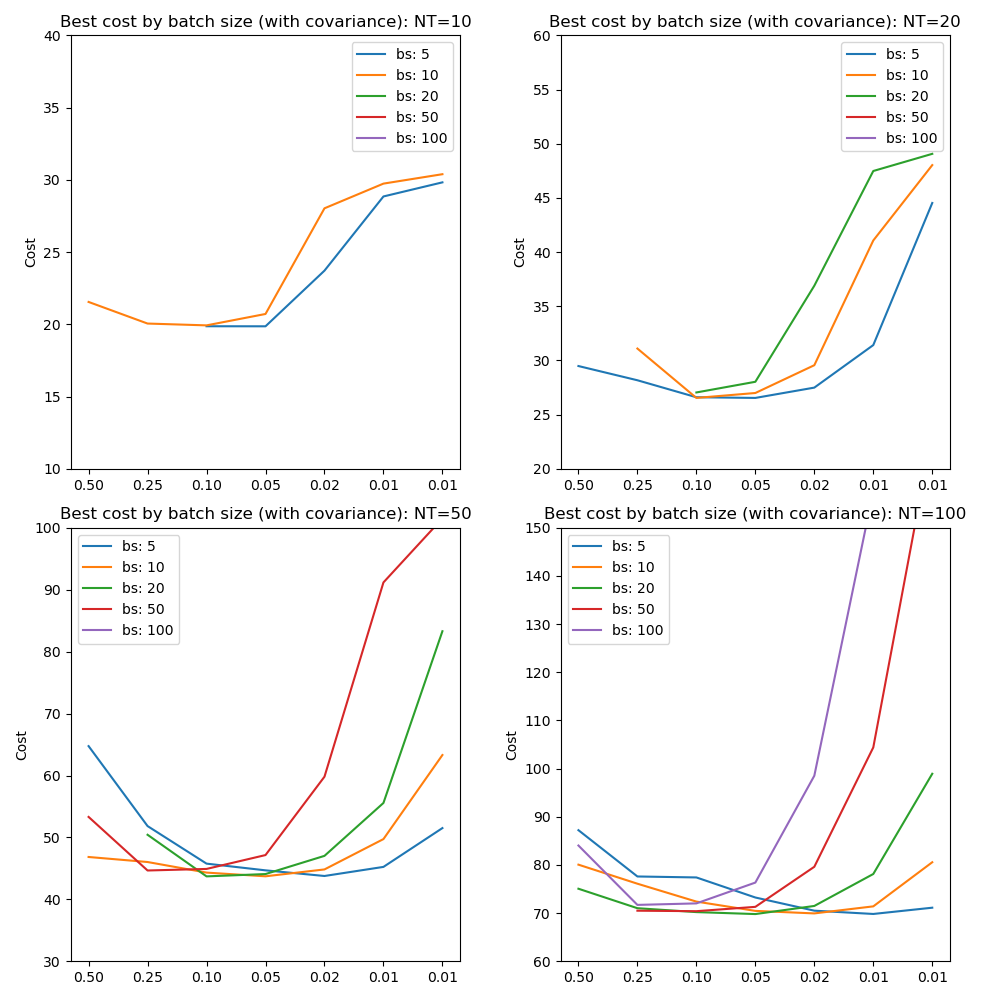 Best cost by batch size (with covariance): NT=10
40
35
30
25
20
15
10
Cost
bs: 5
bs: 10
bs: 20
bs: 50
bs: 100
0.50 0.25 0.10 0.05 0.02 0.01 0.01
Best cost by batch size (with covariance): NT=20
60
55
50
45
40
35
30
25
20
Cost
bs: 5
bs: 10
bs: 20
bs: 50
bs: 100
0.50 0.25 0.10 0.05 0.02 0.01 0.01
Best cost by batch size (with covariance): NT=50
100
90
80
70
60
50
40
30
Cost
bs: 5
bs: 10
bs: 20
bs: 50
bs: 100
0.50 0.25 0.10 0.05 0.02 0.01 0.01
Best cost by batch size (with covariance): NT=100
150
140
130
120
110
100
90
80
70
60
Cost
bs: 5
bs: 10
bs: 20
bs: 50
bs: 100
0.50 0.25 0.10 0.05 0.02 0.01 0.01